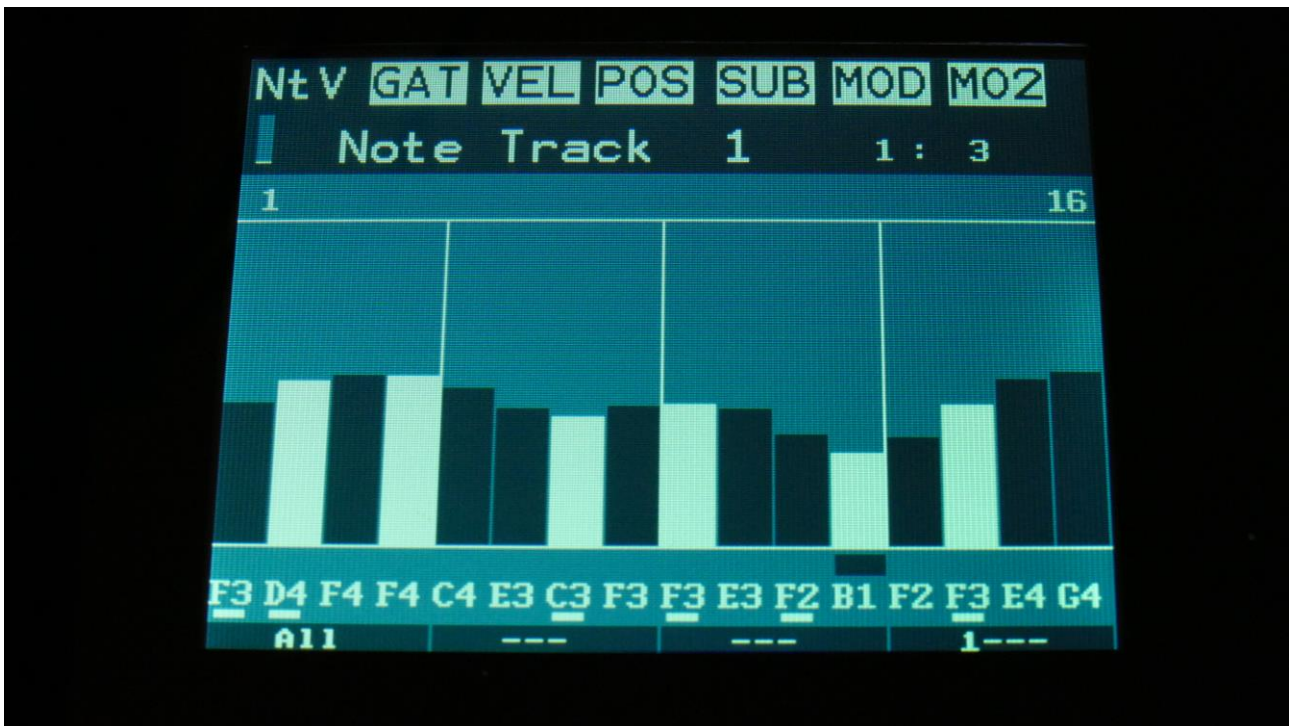 NtV GAT VEL POS SUB MOD MO2
Note Track 1 1: 3
1 16
F3 D4 F4 F4 C4 E3 C3 F3 F3 E3 F2 B1 F2 F3 E4 G4
All --- --- 1---